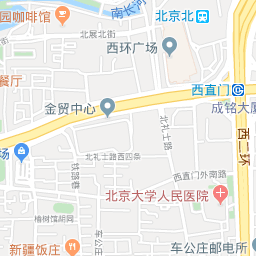 园咖啡馆
南长河
北京北
北展北街
西环广场
餐厅
西直门
金贸中心
成铭大厦
北礼士路
西二环
场
北礼士路西四条
铁路巷
西直门外南路
北京大学人民医院
榆树馆胡同
车公庄
新疆饭庄
车公庄邮电所